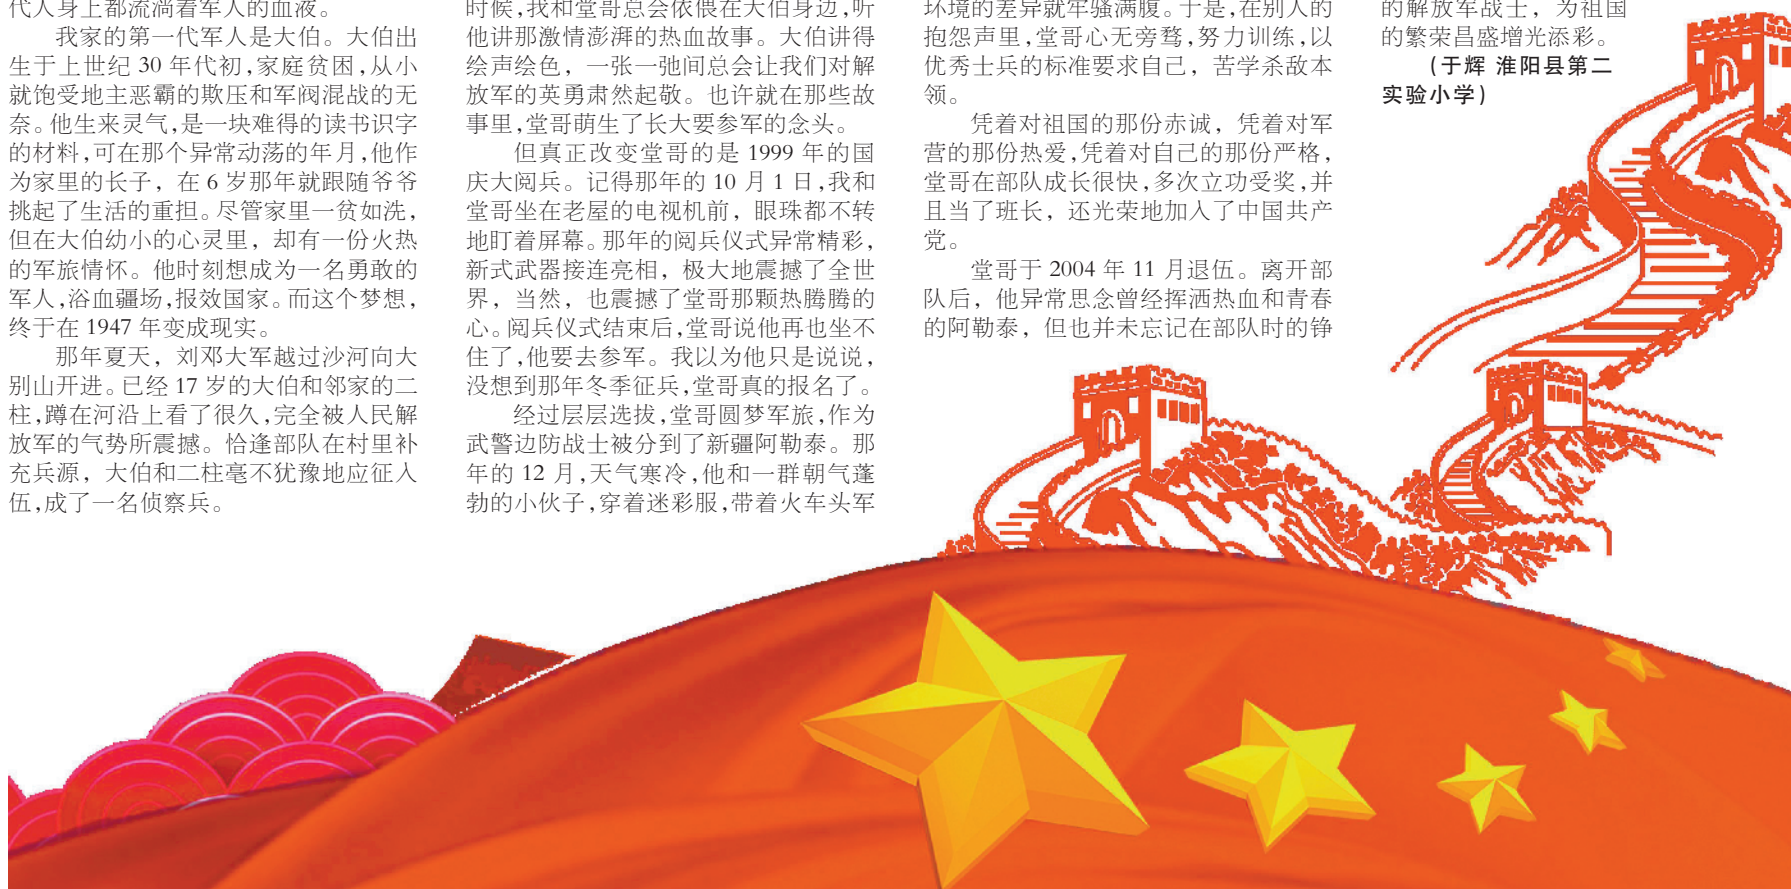 代人身上都流淌着军人的血液。
我家的第一代军人是大伯。大伯出
生于上世纪 30 年代初,家庭贫困,从小
就饱受地主恶霸的欺压和军阀混战的无
奈。他生来灵气,是一块难得的读书识字
的材料,可在那个异常动荡的年月,他作
为家里的长子，在 6 岁那年就跟随爷爷
挑起了生活的重担。尽管家里一贫如洗,
但在大伯幼小的心灵里，却有一份火热
的军旅情怀。他时刻想成为一名勇敢的
军人,浴血疆场,报效国家。而这个梦想,
终于在 1947 年变成现实。
那年夏天，刘邓大军越过沙河向大
别山开进。已经 17 岁的大伯和邻家的二
柱,蹲在河沿上看了很久,完全被人民解
放军的气势所震撼。恰逢部队在村里补
充兵源，大伯和二柱毫不犹豫地应征入
伍,成了一名侦察兵。
时候,我和堂哥总会依偎在大伯身边,听
他讲那激情澎湃的热血故事。大伯讲得
绘声绘色，一张一弛间总会让我们对解
放军的英勇肃然起敬。也许就在那些故
事里,堂哥萌生了长大要参军的念头。
但真正改变堂哥的是 1999 年的国
庆大阅兵。记得那年的 10 月 1 日,我和
堂哥坐在老屋的电视机前，眼珠都不转
地盯着屏幕。那年的阅兵仪式异常精彩,
新式武器接连亮相，极大地震撼了全世
界，当然，也震撼了堂哥那颗热腾腾的
心。阅兵仪式结束后,堂哥说他再也坐不
住了,他要去参军。我以为他只是说说,
没想到那年冬季征兵,堂哥真的报名了。
经过层层选拔,堂哥圆梦军旅,作为
武警边防战士被分到了新疆阿勒泰。那
年的 12 月,天气寒冷,他和一群朝气蓬
勃的小伙子,穿着迷彩服,带着火车头军
环境的差异就牢骚满腹。于是,在别人的
抱怨声里,堂哥心无旁骛,努力训练,以
优秀士兵的标准要求自己，苦学杀敌本
领。
凭着对祖国的那份赤诚，凭着对军
营的那份热爱,凭着对自己的那份严格,
堂哥在部队成长很快,多次立功受奖,并
且当了班长，还光荣地加入了中国共产
党。
堂哥于 2004 年 11 月退伍。离开部
队后，他异常思念曾经挥洒热血和青春
的阿勒泰，但也并未忘记在部队时的铮
的解放军战士，为祖国
的繁荣昌盛增光添彩。
(于辉 淮阳县第二
实验小学)